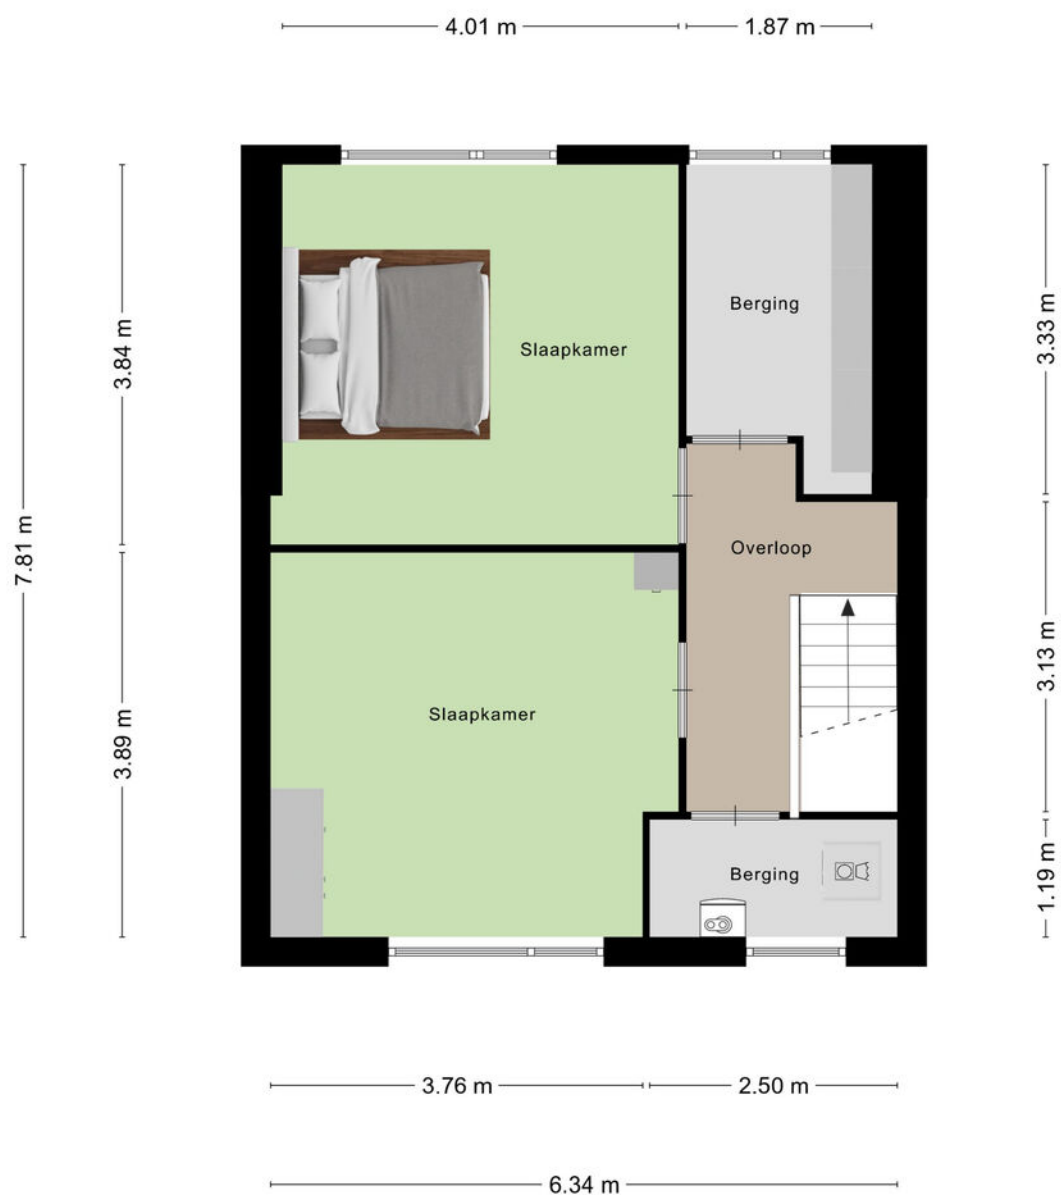 4.01 m
1.87 m
Berging
3.33 m
3.84 m
Slaapkamer
7.81 m
Overloop
3.13 m
Slaapkamer
3.89 m
Berging
1.19 m
3.76 m
2.50 m
6.34 m